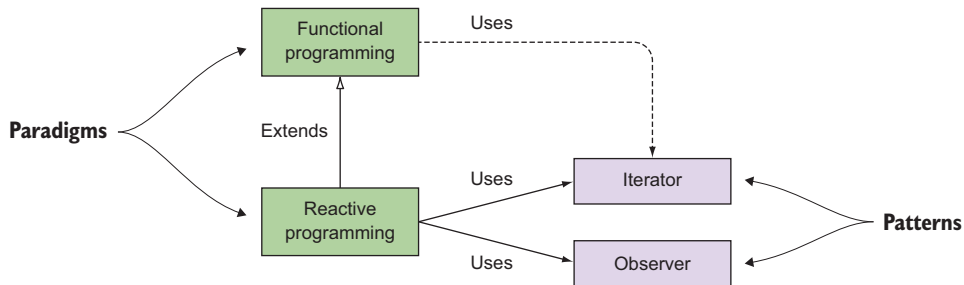 Functional
programming
Uses
Paradigms
Extends
Reactive
programming
Uses
Iterator
Patterns
Uses
Observer